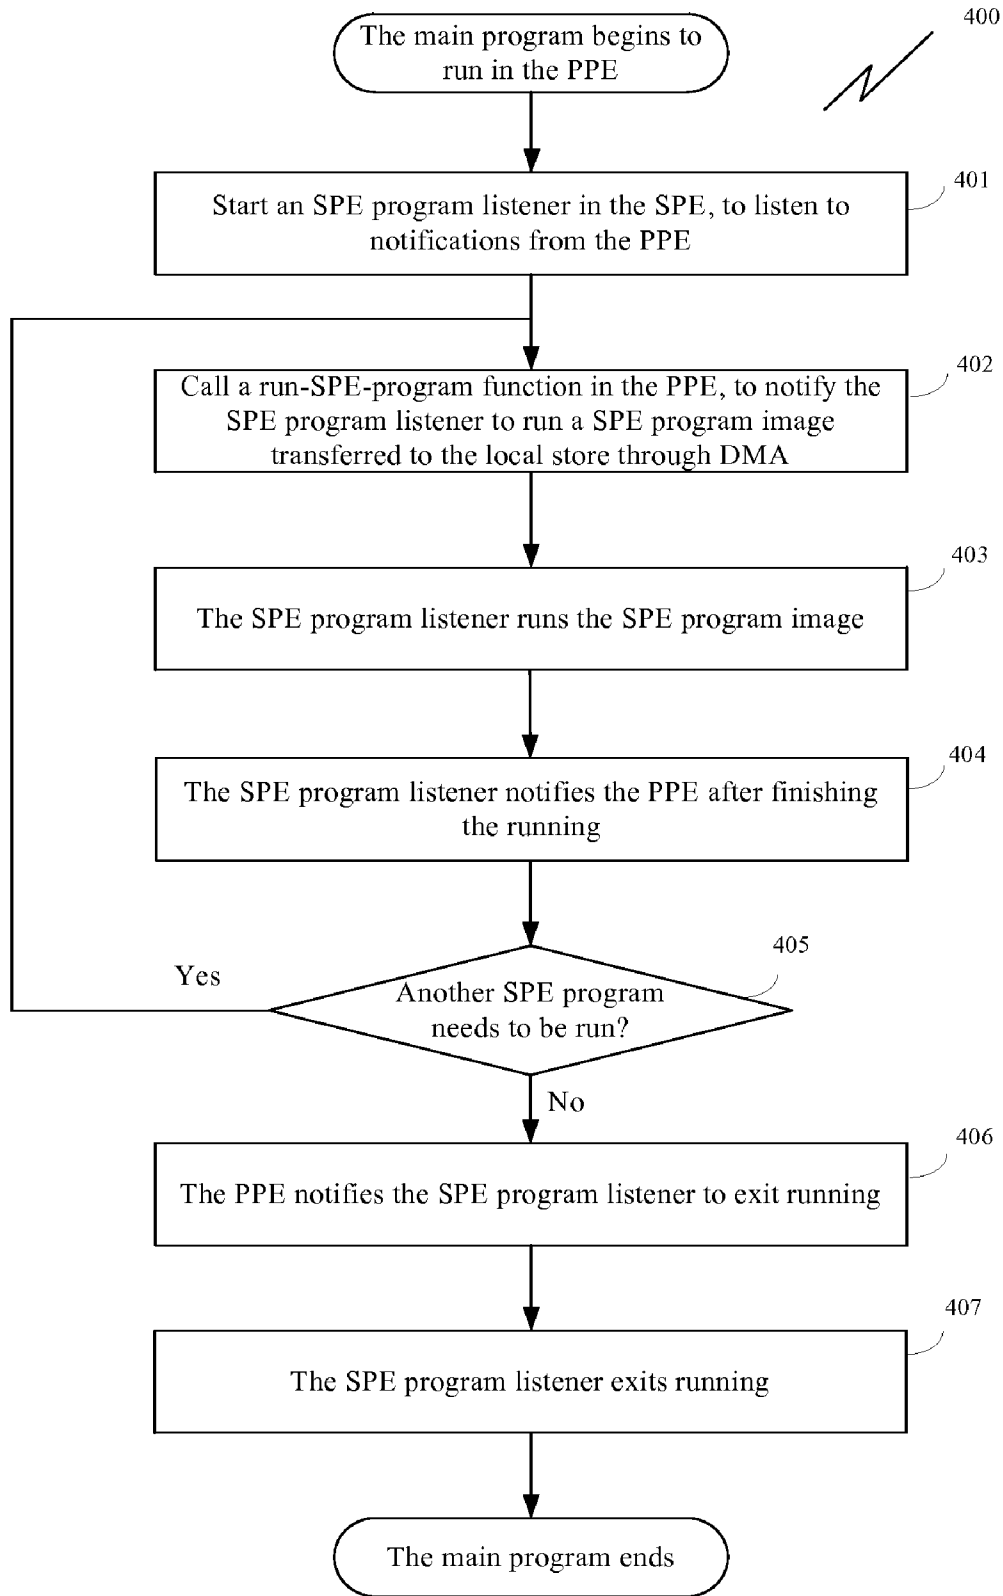 The main program begins to
run in the PPE
400
401
Start an SPE program listener in the SPE, to listen to
notifications from the PPE
402
Call a run-SPE-program function in the PPE, to notify the
SPE program listener to run a SPE program image
transferred to the local store through DMA
403
The SPE program listener runs the SPE program image
404
The SPE program listener notifies the PPE after finishing
the running
405
Yes
Another SPE program
needs to be run?
No
406
The PPE notifies the SPE program listener to exit running
407
The SPE program listener exits running
The main program ends